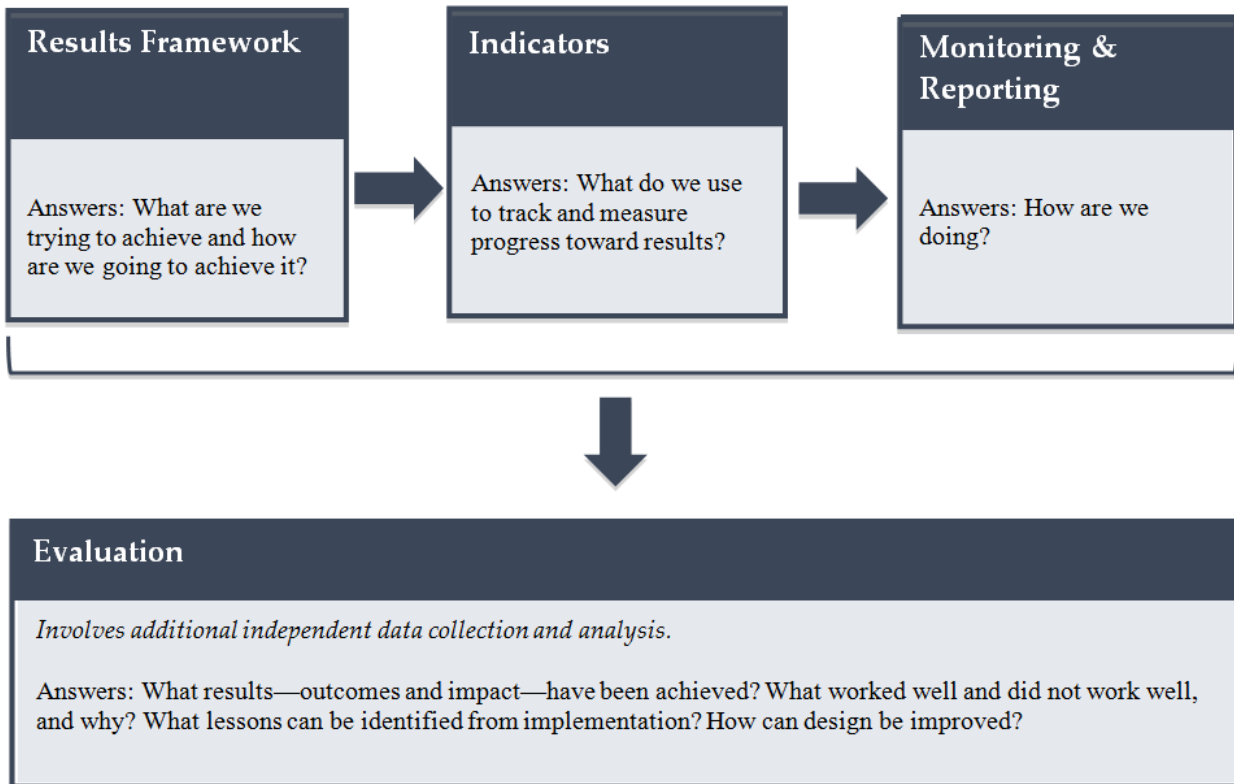 Results Framework
Answers: What are we
trying to achieve and how
are we going to achieve it?
Indicators
Answers: What do we use
to track and measure
progress toward results?
Monitoring &
Reporting
Answers: How are we
doing?
Evaluation
Involves additional independent data collection and analysis.
Answers: What results—outcomes and impact—have been achieved? What worked well and did not work well,
and why? What lessons can be identified from implementation? How can design be improved?